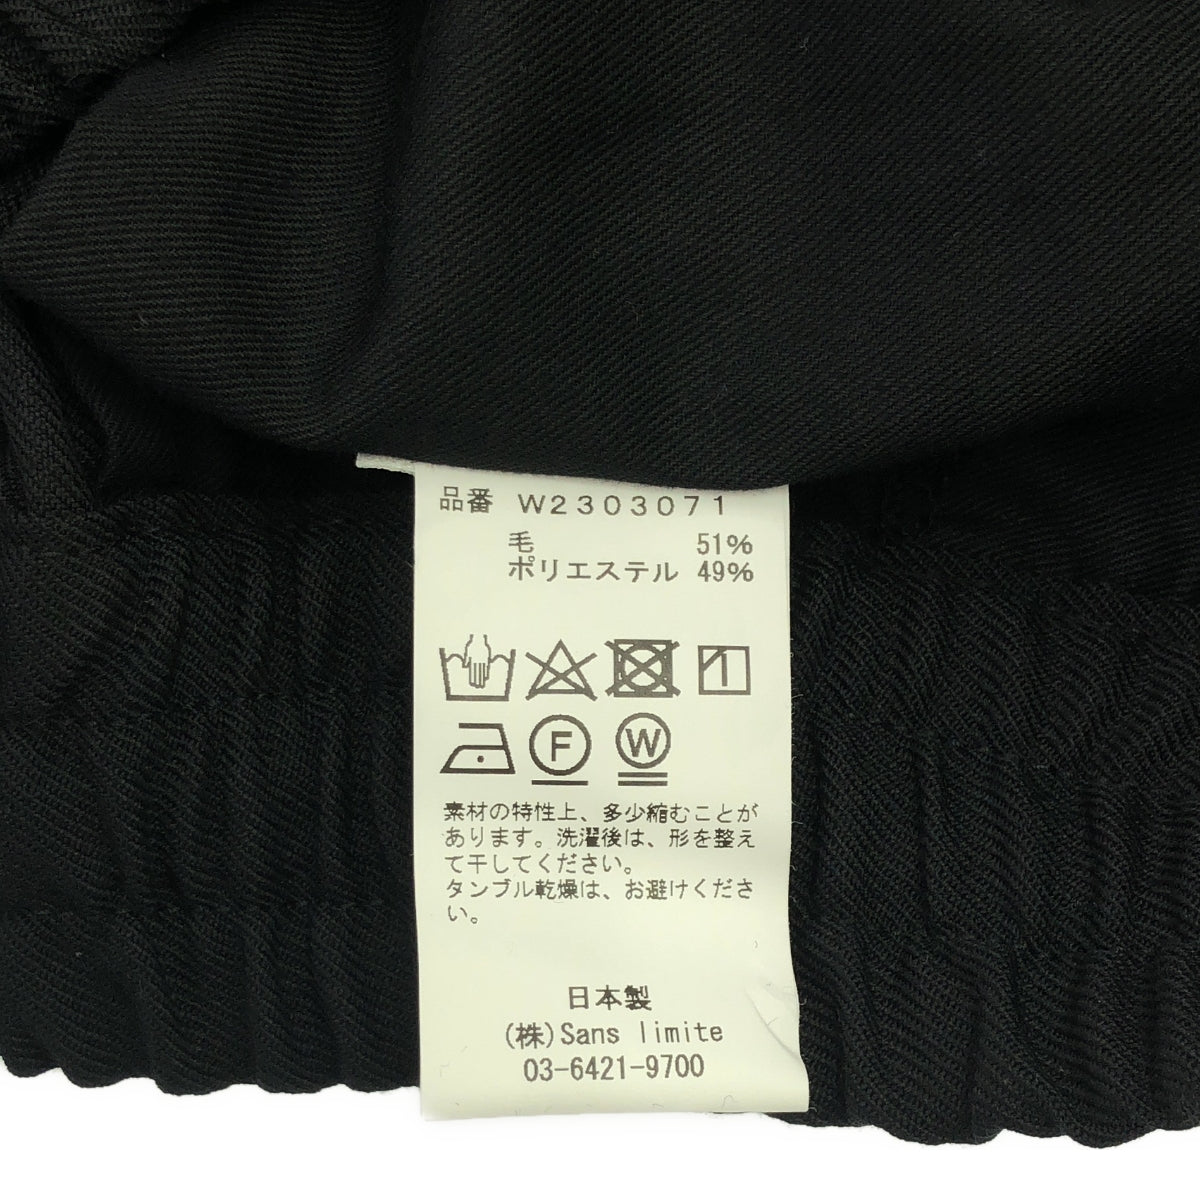 品番 W2303071
毛 51%
ポリエステル 49%
F W
素材の特性上、多少縮むことが
あります。洗濯後は、形を整え
て干してください。
タンブル乾燥は、お避けくださ
い。
日本製
(株)Sans limite
03-6421-9700